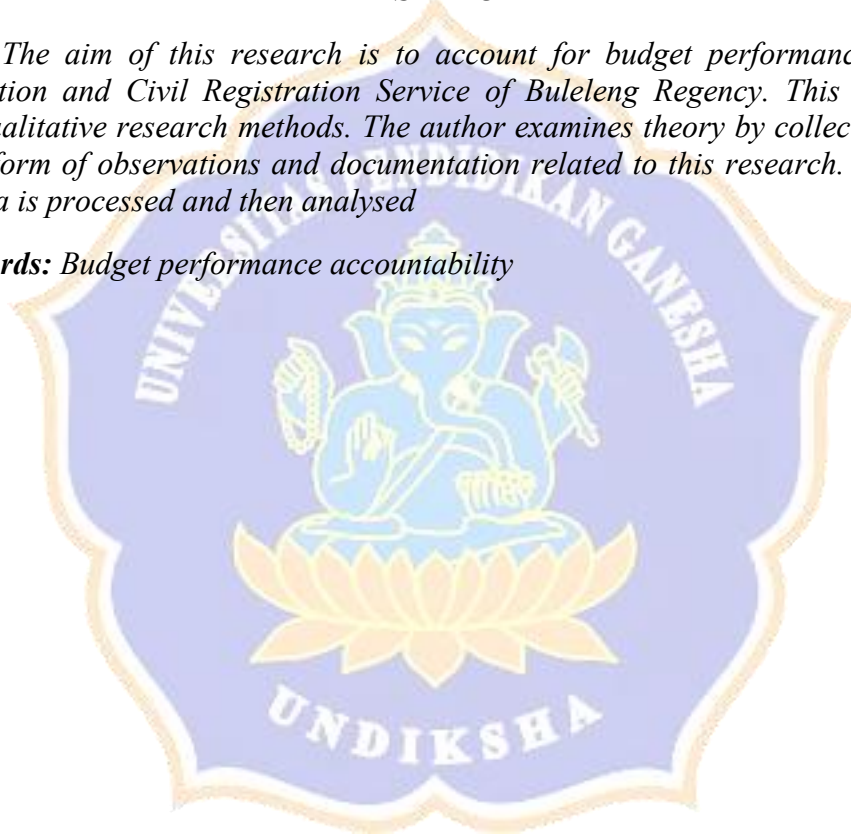 The aim of this research is to account for budget performance
tion and Civil Registration Service of Buleleng Regency. This
alitative research methods. The author examines theory by collec
form of observations and documentation related to this research.
a is processed and then analysed
rds: Budget performance accountability
UNIVERSITAS PENDIDIKAN GANESHA
UNDIKSHA